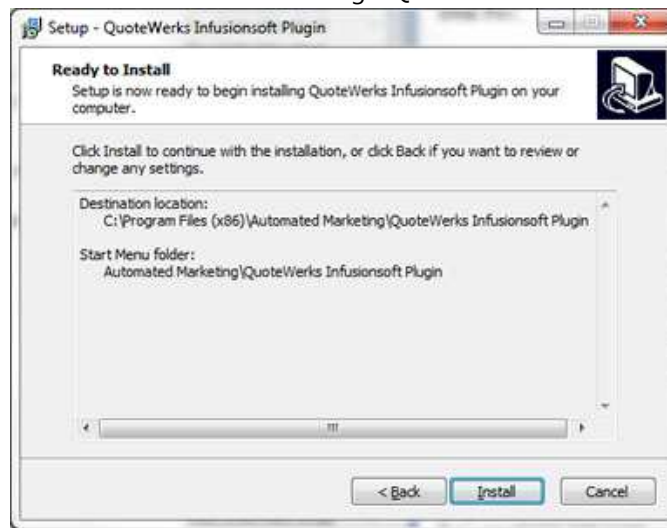 Setup - QuoteWerks Infusionsoft Plugin
Ready to Install
Setup is now ready to begin installing QuoteWerks Infusionsoft Plugin on your
computer.
Click Install to continue with the installation, or click Back if you want to review or
change any settings.
Destination location:
C:\Program Files (x86)\Automated Marketing\QuoteWerks Infusionsoft Plugin
Start Menu folder:
Automated Marketing\QuoteWerks Infusionsoft Plugin
< Back Install Cancel